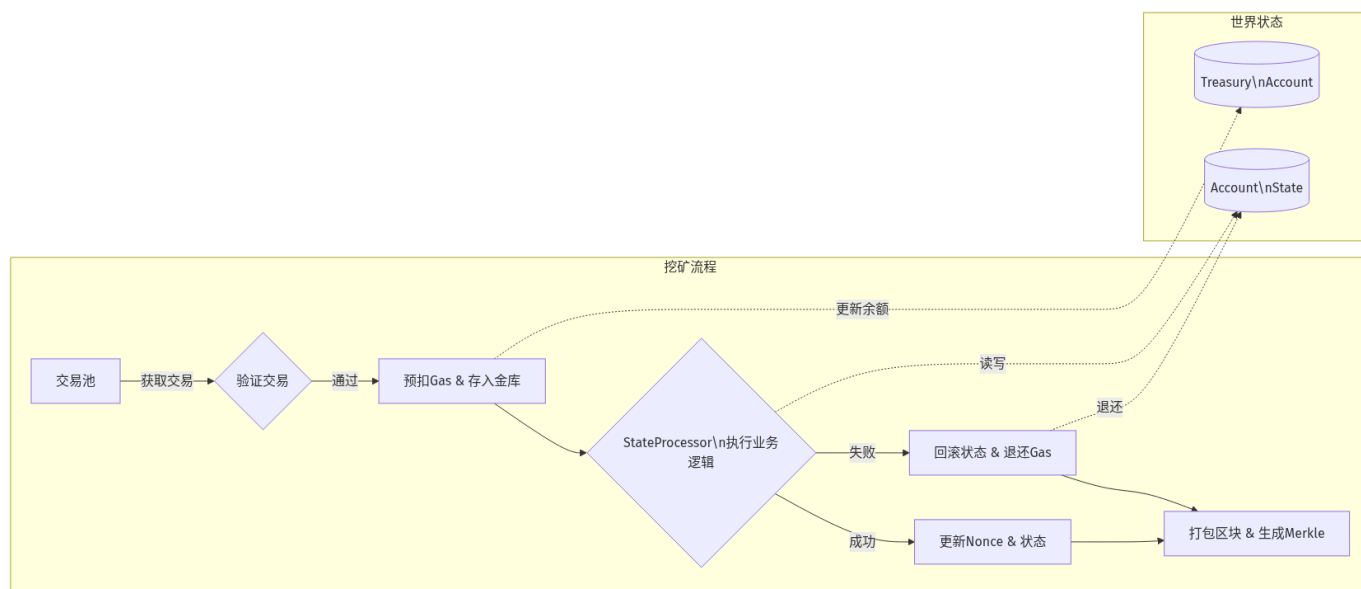 世界状态
Treasury\nAccount
Account\nState
挖矿流程
更新余额
交易池
获取交易
验证交易
通过
预扣Gas & 存入金库
读写
退还
StateProcessor\n执行业务
逻辑
失败
回滚状态 & 退还Gas
成功
更新Nonce & 状态
打包区块 & 生成Merkle